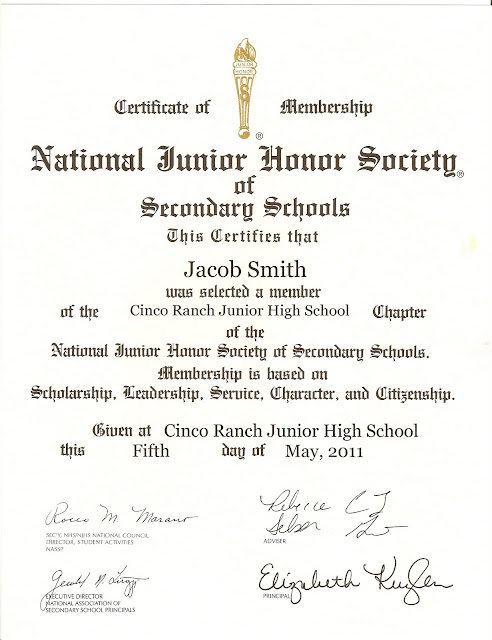 N
JUNIOR
HONOR
Certificate of Membership
National Junior Honor Society®
of
Secondary Schools
This Certifies that
Jacob Smith
was selected a member
of the Cinco Ranch Junior High School Chapter
of the
National Junior Honor Society of Secondary Schools.
Membership is based on
Scholarship, Leadership, Service, Character, and Citizenship.
Given at Cinco Ranch Junior High School
this Fifth day of May, 2011
Rocco M. Marano
SEC'Y, NHS/NJHS NATIONAL COUNCIL
DIRECTOR, STUDENT ACTIVITIES
NASSP
ADVISER
Gerald N.
EXECUTIVE DIRECTOR
NATIONAL ASSOCIATION OF
SECONDARY SCHOOL PRINCIPALS
Elizabeth
PRINCIPAL